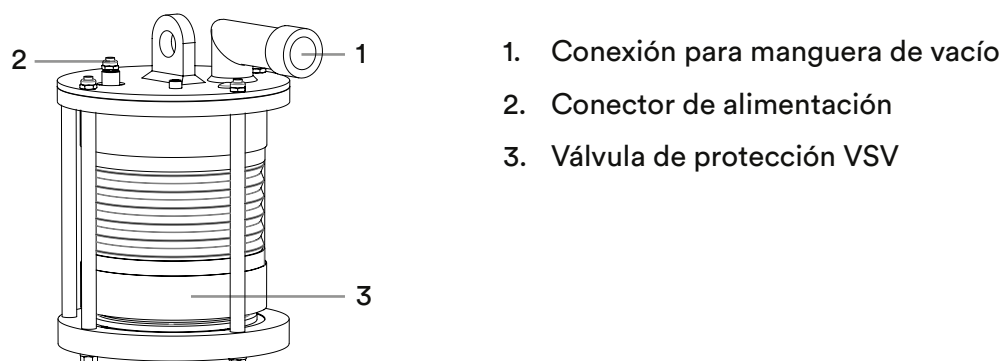 2
1
3
1. Conexión para manguera de vacío
2. Conector de alimentación
3. Válvula de protección VSV